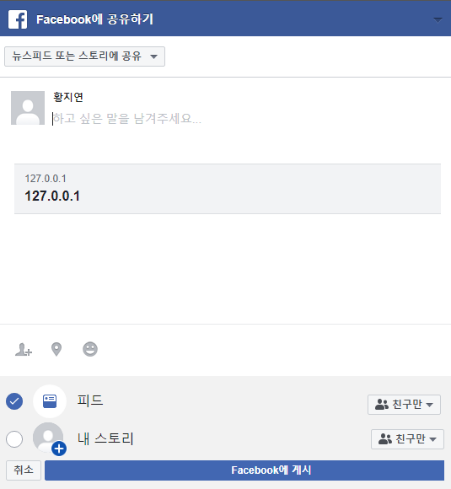 Facebook에 공유하기
뉴스피드 또는 스토리에 공유
황지연
하고 싶은 말을 남겨주세요...
127.0.0.1
127.0.0.1
피드
친구만
내 스토리
친구만
취소
Facebook에 게시